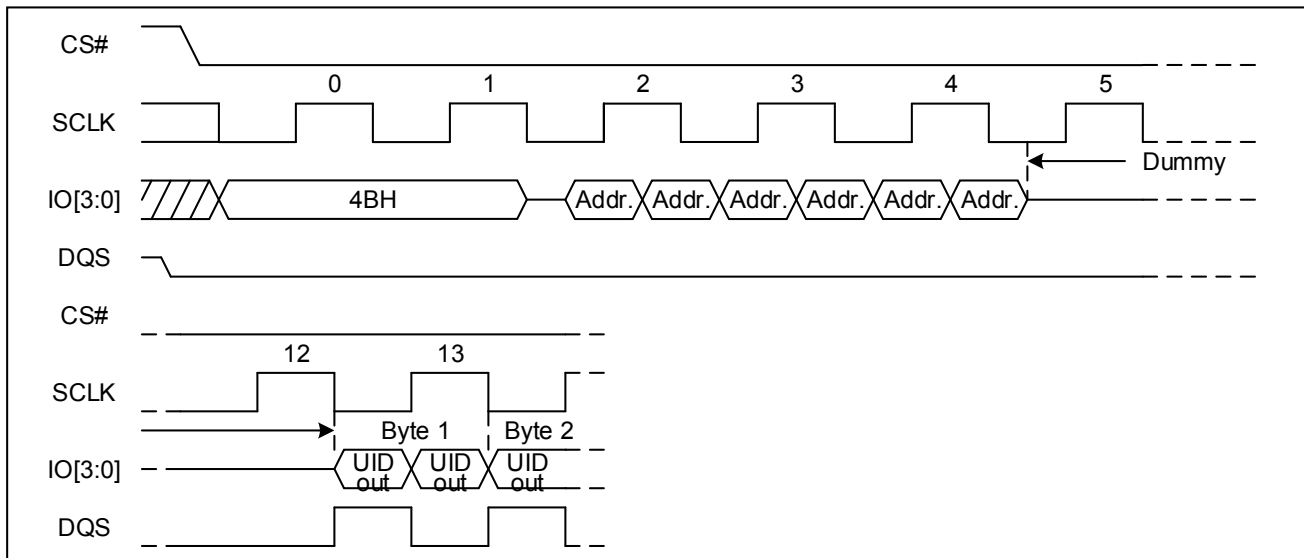 CS#
0 1 2 3 4 5
SCLK
Dummy
IO[3:0] 4BH Addr. Addr. Addr. Addr. Addr. Addr.
DQS
CS#
12 13
SCLK
Byte 1 Byte 2
IO[3:0] UID out UID out UID out
DQS